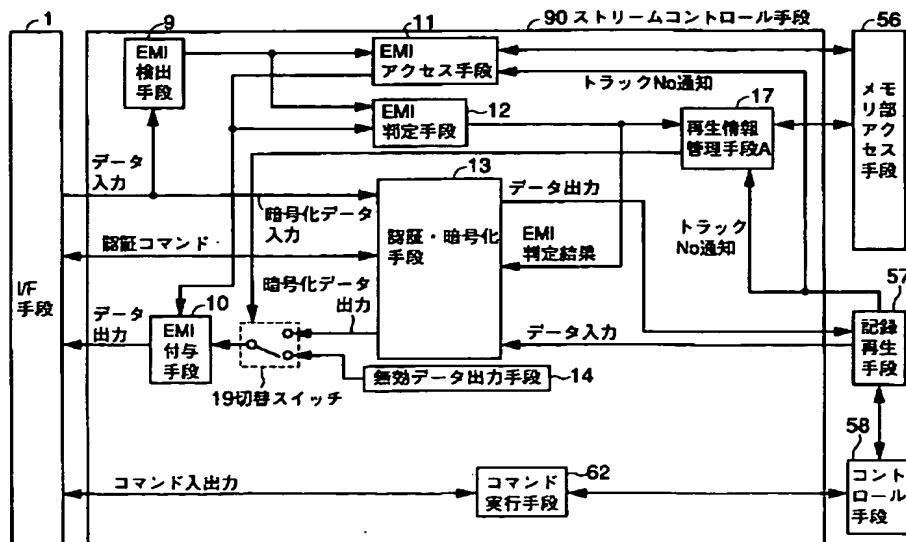 1
9
11
90ストリームコントロール手段
56
EMI
検出
手段
EMI
アクセス手段
トラックNo通知
12
EMI
判定手段
17
再生情報
管理手段A
メモ
リ部
アク
セス
手段
データ
入力
13
データ出力
暗号化データ
入力
認証・暗号化
手段
EMI
判定結果
トラック
No通知
認証コマンド
I/F
手段
暗号化データ
出力
57
データ
出力
10
EMI
付与
手段
データ入力
記録
再生
手段
無効データ出力手段
14
19切替スイッチ
58
コマンド入出力
62
コマンド
実行手段
コント
ロール
手段